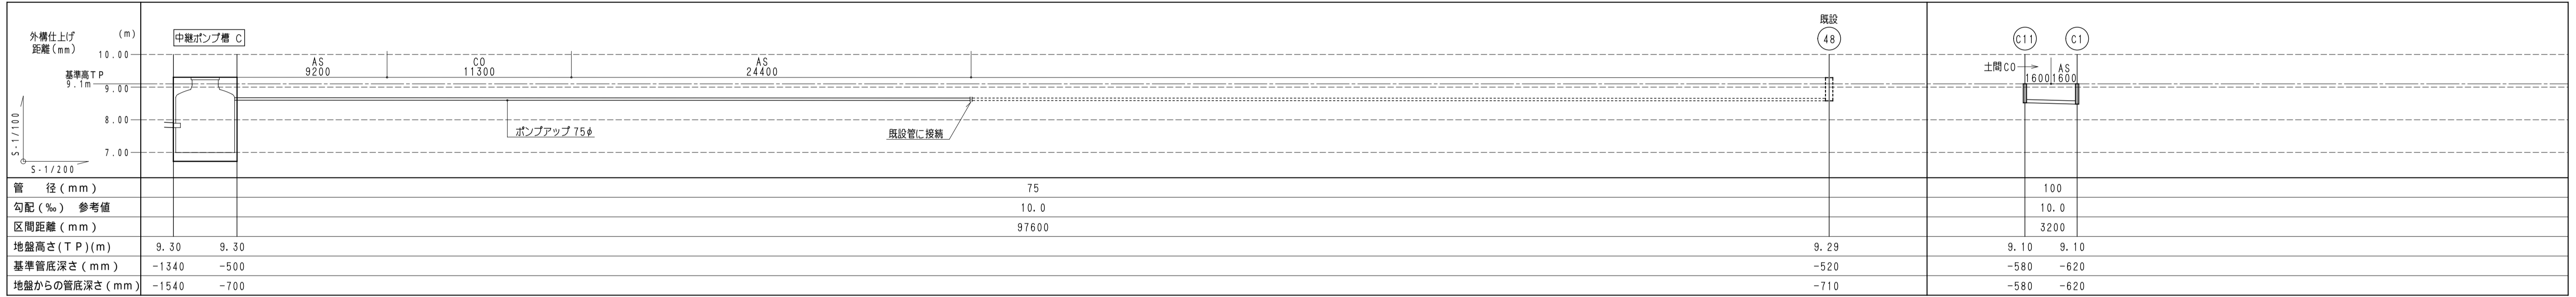 外構仕上げ
距離(mm)
(m)
中継ポンプ槽 C
既設
48
C11
C1
10.00
AS
9200
CO
11300
AS
24400
土間CO
1600
AS
1600
基準高TP
9.1m
9.00
8.00
ポンプアップ 75φ
既設管に接続
7.00
S-1/100
S-1/200
管　　径(mm)
75
100
勾配(‰)　参考値
10.0
10.0
区間距離(mm)
97600
3200
地盤高さ(TP)(m)
9.30
9.30
9.29
9.10
9.10
基準管底深さ(mm)
-1340
-500
-520
-580
-620
地盤からの管底深さ(mm)
-1540
-700
-710
-580
-620